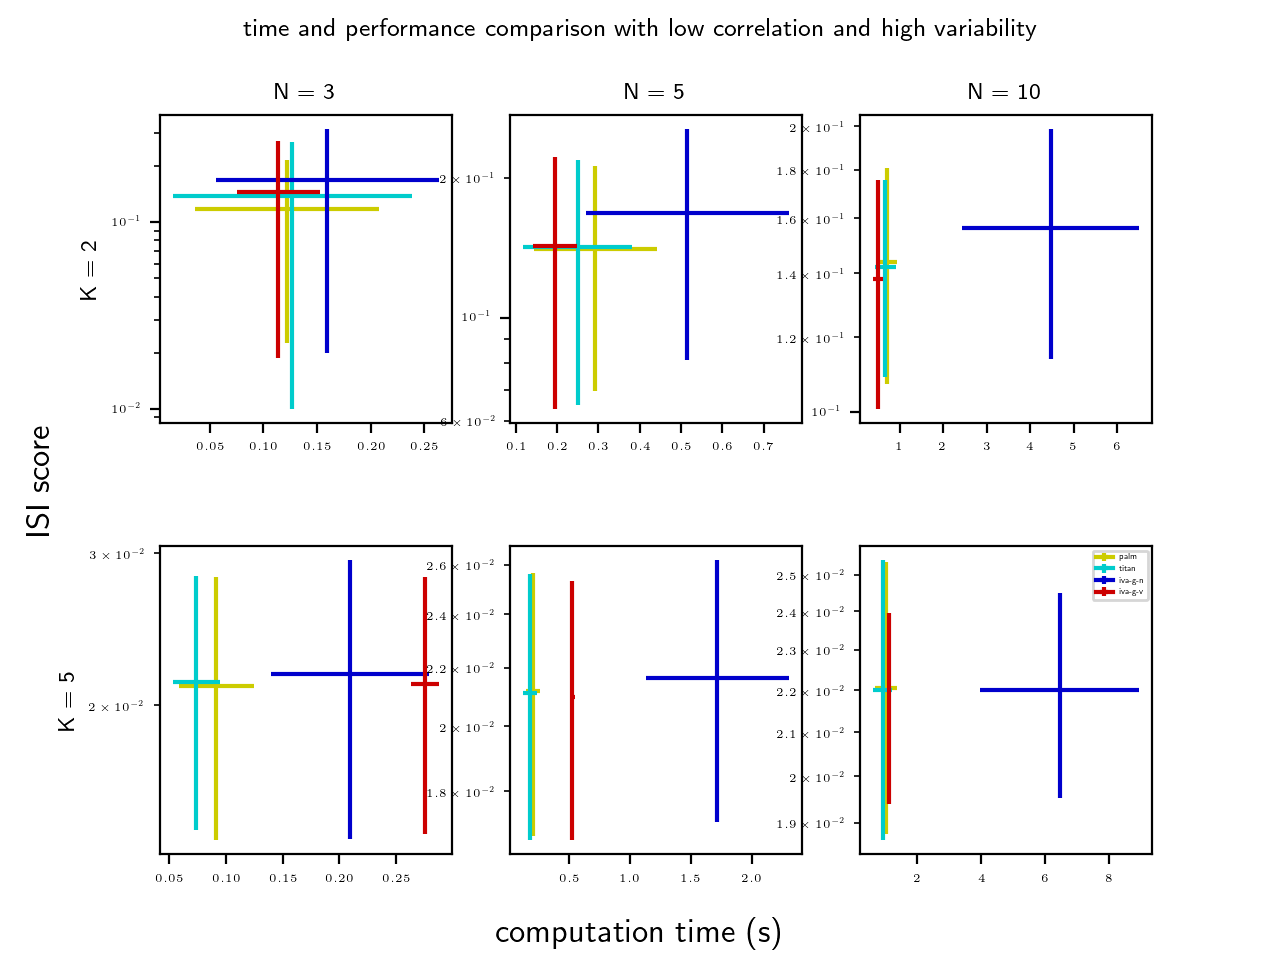 time and performance comparison with low correlation and high variability
N = 3
N = 5
N = 10
K = 2
10⁻¹
10⁻²
0.05 0.10 0.15 0.20 0.25
2 × 10⁻¹
10⁻¹
6 × 10⁻²
0.1 0.2 0.3 0.4 0.5 0.6 0.7
2 × 10⁻¹
1.8 × 10⁻¹
1.6 × 10⁻¹
1.4 × 10⁻¹
1.2 × 10⁻¹
10⁻¹
1 2 3 4 5 6
ISI score
K = 5
3 × 10⁻²
2 × 10⁻²
0.05 0.10 0.15 0.20 0.25
2.6 × 10⁻²
2.4 × 10⁻²
2.2 × 10⁻²
2 × 10⁻²
1.8 × 10⁻²
0.5 1.0 1.5 2.0
2.5 × 10⁻²
2.4 × 10⁻²
2.3 × 10⁻²
2.2 × 10⁻²
2.1 × 10⁻²
2 × 10⁻²
1.9 × 10⁻²
2 4 6 8
palm
titan
iva-g-n
iva-g-v
computation time (s)